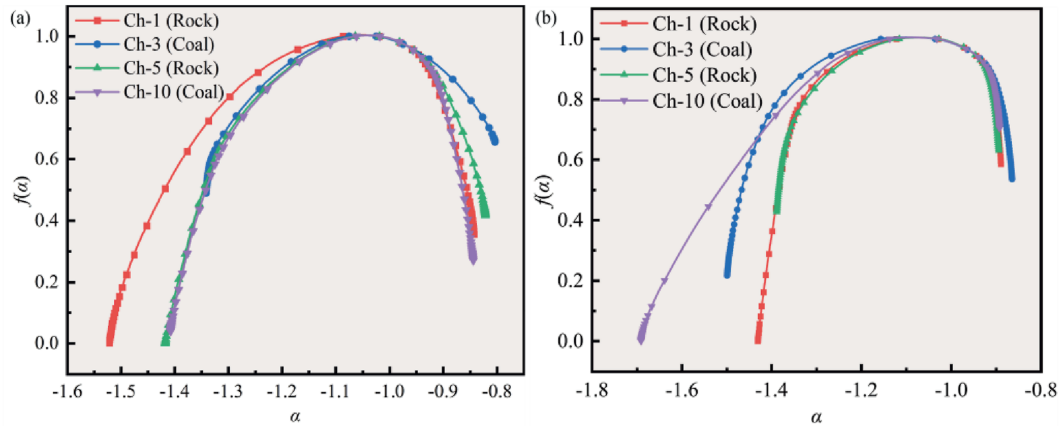 (a)
Ch-1 (Rock)
Ch-3 (Coal)
Ch-5 (Rock)
Ch-10 (Coal)
1.0
0.8
0.6
0.4
0.2
0.0
f(α)
-1.6 -1.5 -1.4 -1.3 -1.2 -1.1 -1.0 -0.9 -0.8
α
(b)
Ch-1 (Rock)
Ch-3 (Coal)
Ch-5 (Rock)
Ch-10 (Coal)
1.0
0.8
0.6
0.4
0.2
0.0
f(α)
-1.8 -1.6 -1.4 -1.2 -1.0 -0.8
α